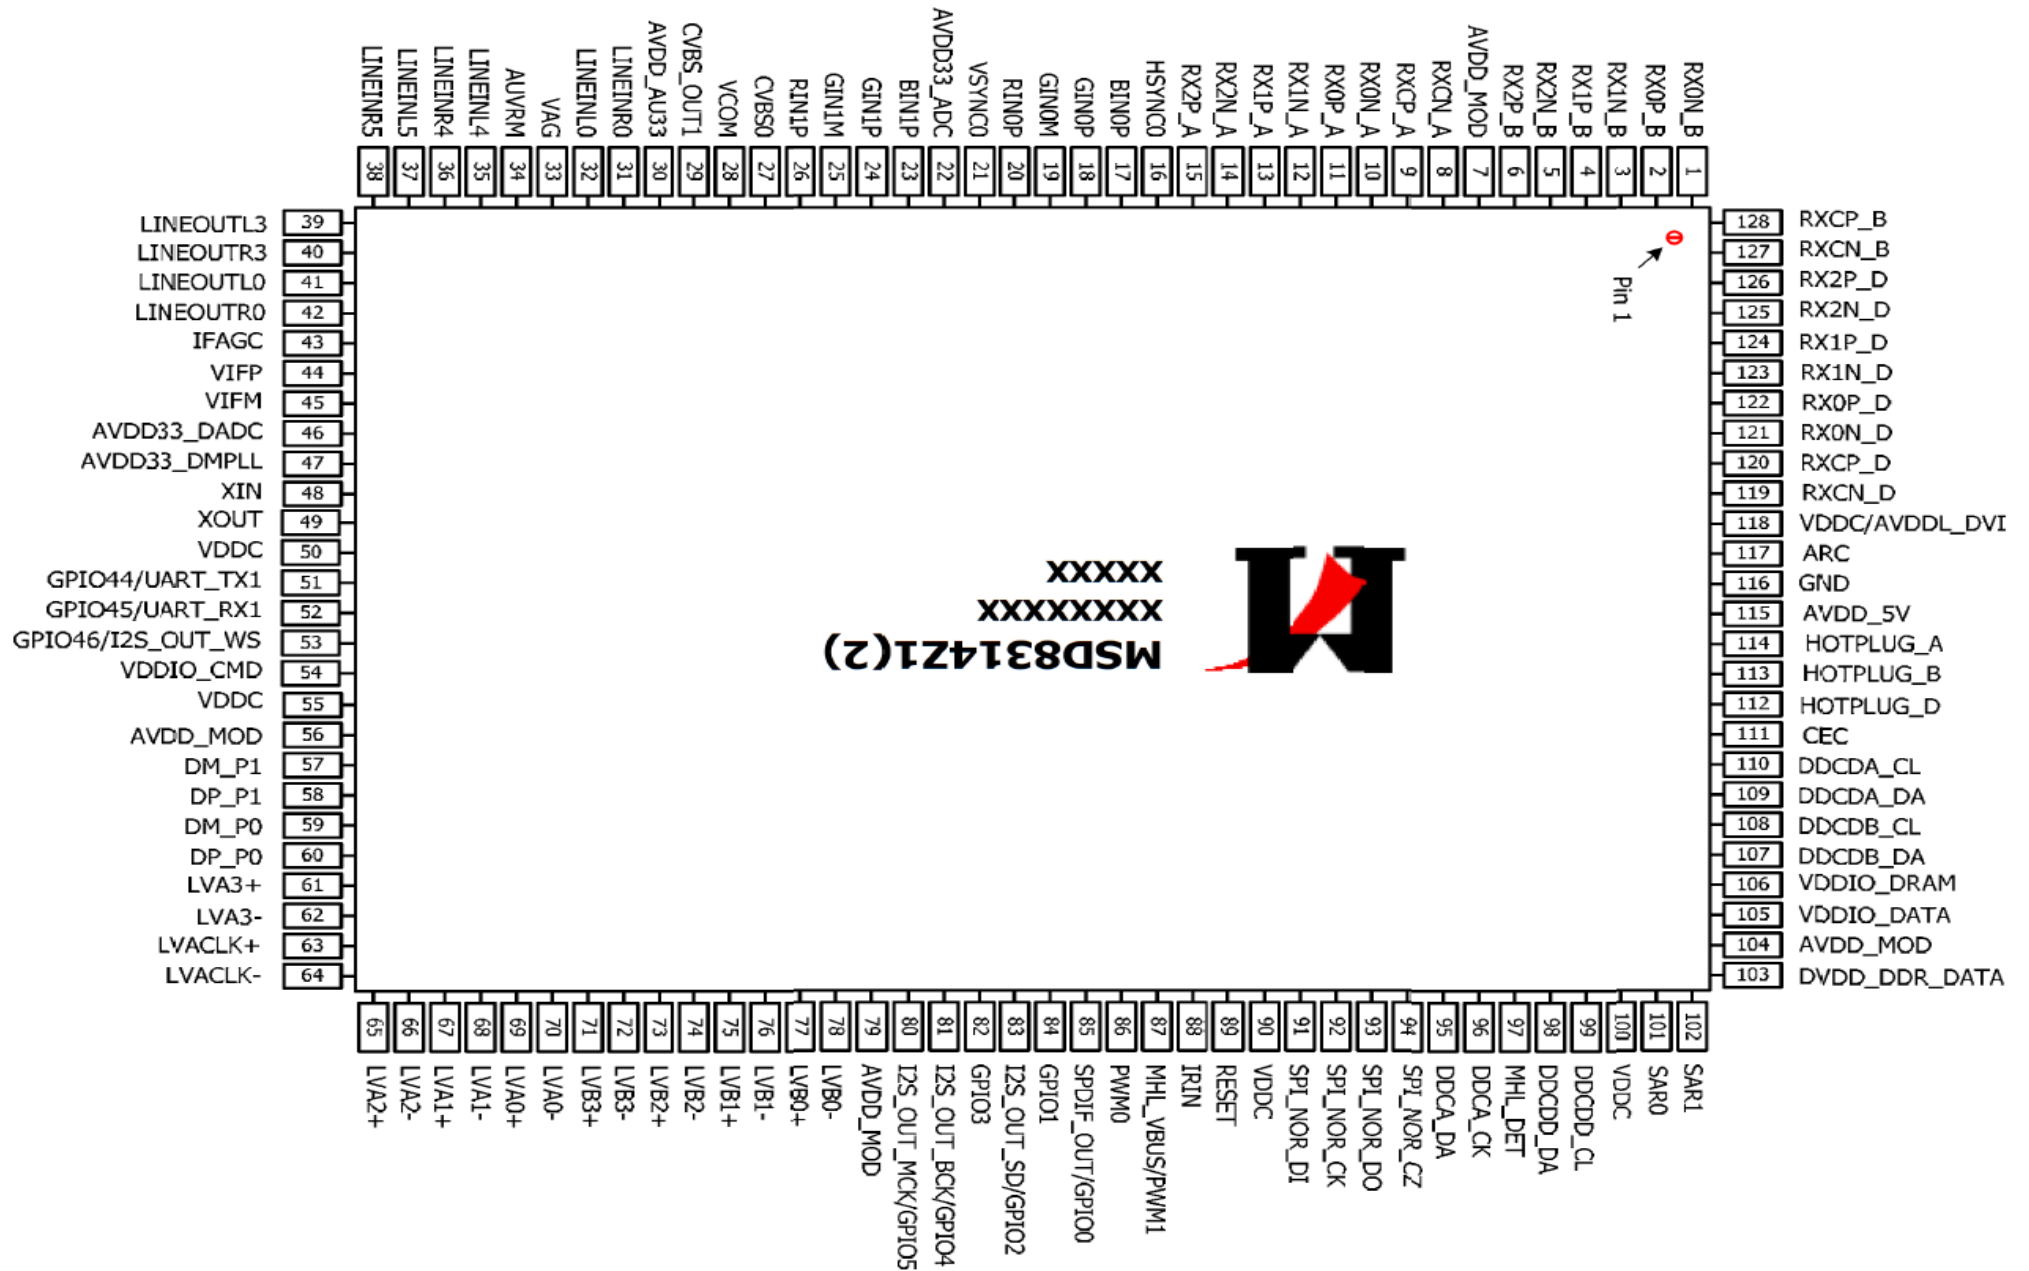 LINEINR5
LINEINL5
LINEINR4
LINEINL4
AUVRM
VAG
LINEINL0
LINEINR0
AVDD_AU33
CVBS_OUT1
VCOM
CVBS0
RIN1P
GIN1M
GIN1P
BIN1P
AVDD33_ADC
VSYNC0
RIN0P
GIN0M
GIN0P
BIN0P
HSYNC0
RX2P_A
RX2N_A
RX1P_A
RX1N_A
RX0P_A
RX0N_A
RXCP_A
RXCN_A
AVDD_MOD
RX2P_B
RX2N_B
RX1P_B
RX1N_B
RX0P_B
RX0N_B
38 37 36 35 34 33 32 31 30 29 28 27 26 25 24 23 22 21 20 19 18 17 16 15 14 13 12 11 10 9 8 7 6 5 4 3 2 1
LINEOUTL3 39
LINEOUTR3 40
LINEOUTL0 41
LINEOUTR0 42
IFAGC 43
VIFP 44
VIFM 45
AVDD33_DADC 46
AVDD33_DMPLL 47
XIN 48
XOUT 49
VDDC 50
GPIO44/UART_TX1 51
GPIO45/UART_RX1 52
GPIO46/I2S_OUT_WS 53
VDDIO_CMD 54
VDDC 55
AVDD_MOD 56
DM_P1 57
DP_P1 58
DM_P0 59
DP_P0 60
LVA3+ 61
LVA3- 62
LVACLK+ 63
LVACLK- 64
Pin 1
MSD8314Z1(2)
XXXXXXXX
XXXXX
128 RXCP_B
127 RXCN_B
126 RX2P_D
125 RX2N_D
124 RX1P_D
123 RX1N_D
122 RX0P_D
121 RX0N_D
120 RXCP_D
119 RXCN_D
118 VDDC/AVDDL_DVI
117 ARC
116 GND
115 AVDD_5V
114 HOTPLUG_A
113 HOTPLUG_B
112 HOTPLUG_D
111 CEC
110 DDCDA_CL
109 DDCDA_DA
108 DDCDB_CL
107 DDCDB_DA
106 VDDIO_DRAM
105 VDDIO_DATA
104 AVDD_MOD
103 DVDD_DDR_DATA
65 66 67 68 69 70 71 72 73 74 75 76 77 78 79 80 81 82 83 84 85 86 87 88 89 90 91 92 93 94 95 96 97 98 99 100 101 102
LVA2+
LVA2-
LVA1+
LVA1-
LVA0+
LVA0-
LVB3+
LVB3-
LVB2+
LVB2-
LVB1+
LVB1-
LVB0+
LVB0-
AVDD_MOD
I2S_OUT_MCK/GPIO5
I2S_OUT_BCK/GPIO4
GPIO3
I2S_OUT_SD/GPIO2
GPIO1
SPDIF_OUT/GPIO0
PWM0
MHL_VBUS/PWM1
IRIN
RESET
VDDC
SPI_NOR_DI
SPI_NOR_CK
SPI_NOR_DO
SPI_NOR_CZ
DDCA_DA
DDCA_CK
MHL_DET
DDCDD_DA
DDCDD_CL
VDDC
SAR0
SAR1